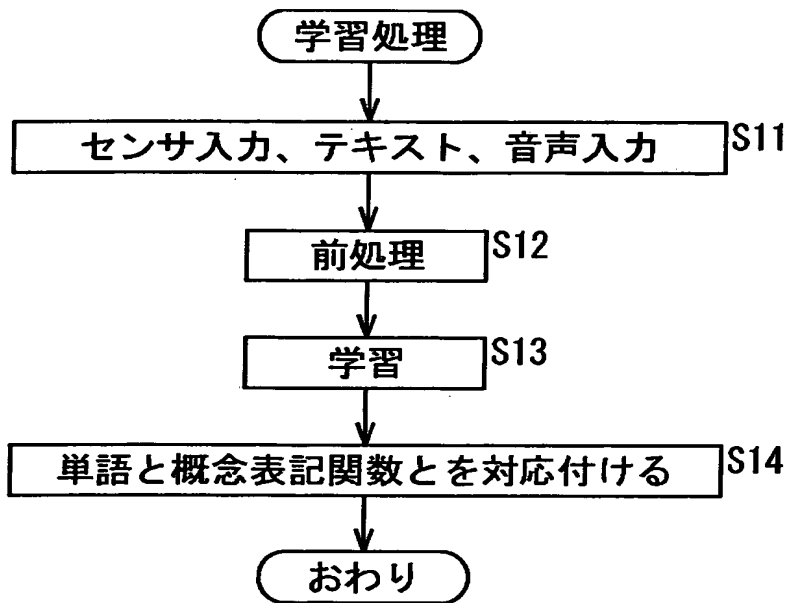 学習処理
センサ入力、テキスト、音声入力
S11
前処理
S12
学習
S13
単語と概念表記関数とを対応付ける
S14
おわり